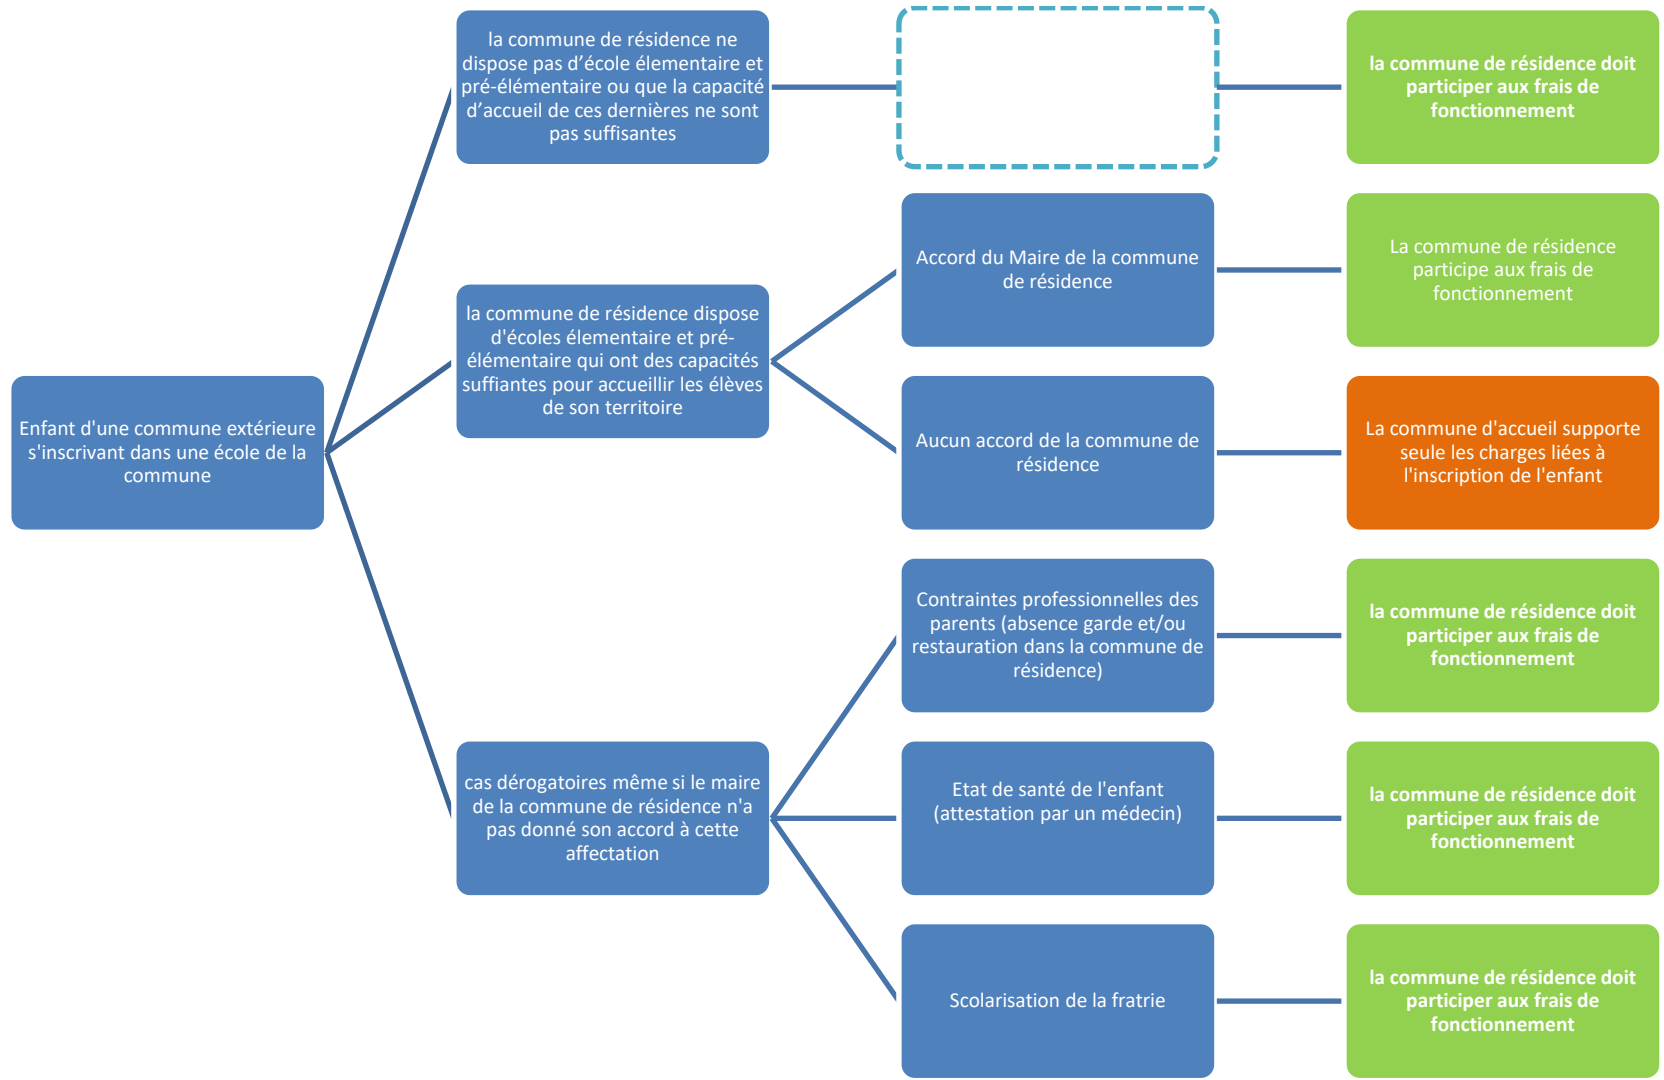 la commune de résidence ne
dispose pas d’école élementaire et
pré-élémentaire ou que la capacité
d’accueil de ces dernières ne sont
pas suffisantes
la commune de résidence doit
participer aux frais de
fonctionnement
Accord du Maire de la commune
de résidence
La commune de résidence
participe aux frais de
fonctionnement
la commune de résidence dispose
d'écoles élementaire et pré-
élémentaire qui ont des capacités
suffiantes pour accueillir les élèves
de son territoire
Enfant d'une commune extérieure
s'inscrivant dans une école de la
commune
Aucun accord de la commune de
résidence
La commune d'accueil supporte
seule les charges liées à
l'inscription de l'enfant
Contraintes professionnelles des
parents (absence garde et/ou
restauration dans la commune de
résidence)
la commune de résidence doit
participer aux frais de
fonctionnement
cas dérogatoires même si le maire
de la commune de résidence n'a
pas donné son accord à cette
affectation
Etat de santé de l'enfant
(attestation par un médecin)
la commune de résidence doit
participer aux frais de
fonctionnement
Scolarisation de la fratrie
la commune de résidence doit
participer aux frais de
fonctionnement